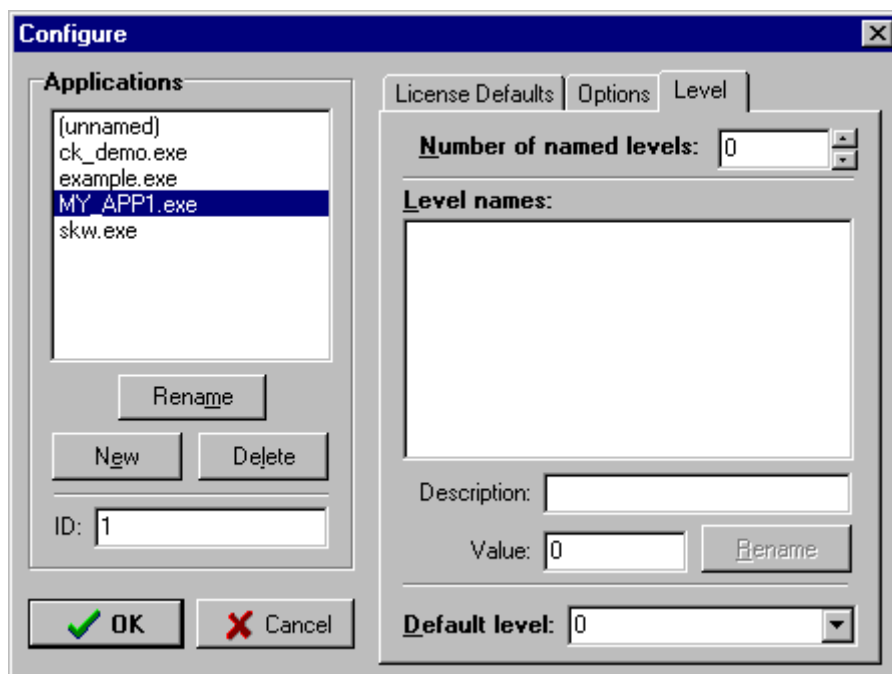 Configure
Applications
(unnamed)
ck_demo.exe
example.exe
MY_APP1.exe
skw.exe
Rename
New
Delete
ID: 1
OK
Cancel
License Defaults
Options
Level
Number of named levels: 0
Level names:
Description:
Value: 0
Rename
Default level: 0